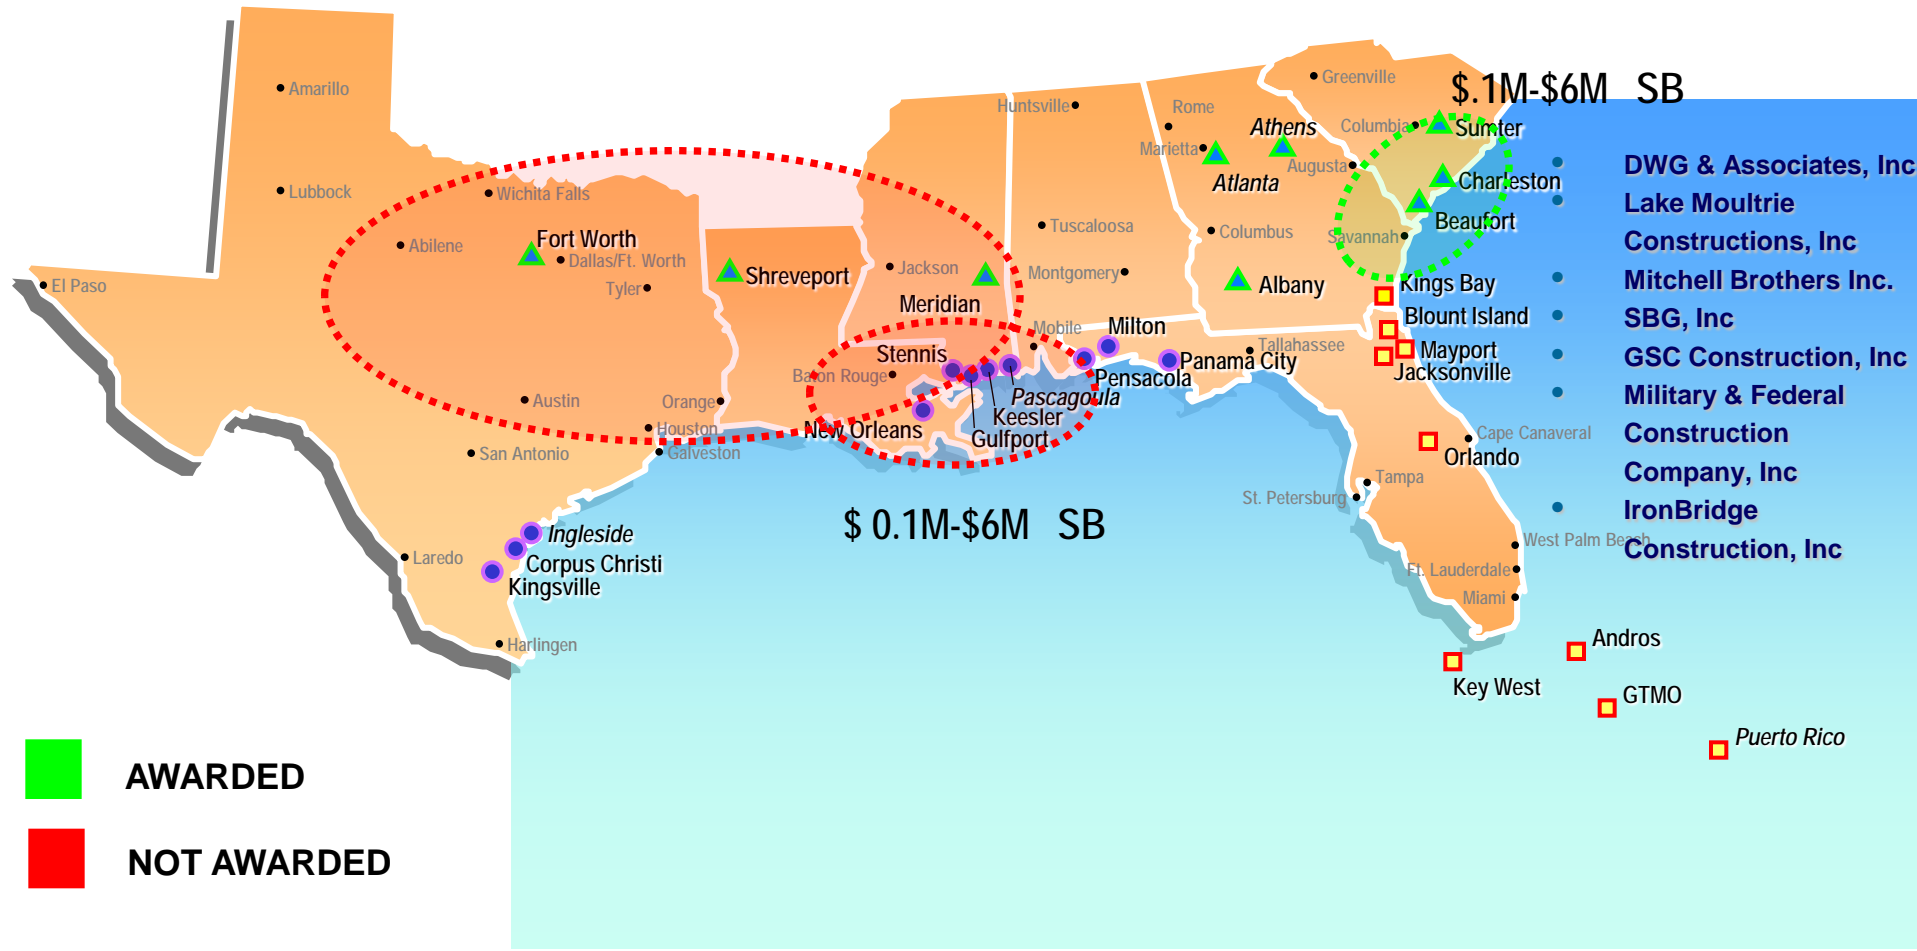 Greenville
$.1M-$6M SB
Amarillo
Huntsville
Rome
Athens
Columbia
Sumter
Marietta
Augusta
DWG & Associates, Inc
Atlanta
Charleston
Lubbock
Wichita Falls
Lake Moultrie
Constructions, Inc
Beaufort
Tuscaloosa
Columbus
Savannah
Abilene
Fort Worth
Dallas/Ft. Worth
Shreveport
Jackson
Montgomery
Albany
Kings Bay
Mitchell Brothers Inc.
El Paso
Tyler
Meridian
Blount Island
SBG, Inc
Mobile
Milton
Tallahassee
Mayport
GSC Construction, Inc
Stennis
Panama City
Jacksonville
Baton Rouge
Pensacola
Pascagoula
Military & Federal
Construction
Company, Inc
Austin
Orange
Keesler
Houston
New Orleans
Gulfport
Cape Canaveral
San Antonio
Galveston
Orlando
Tampa
St. Petersburg
IronBridge
Construction, Inc
$ 0.1M-$6M SB
Ingleside
West Palm Beach
Laredo
Corpus Christi
Kingsville
Ft. Lauderdale
Miami
Harlingen
Andros
Key West
GTMO
Puerto Rico
AWARDED
NOT AWARDED